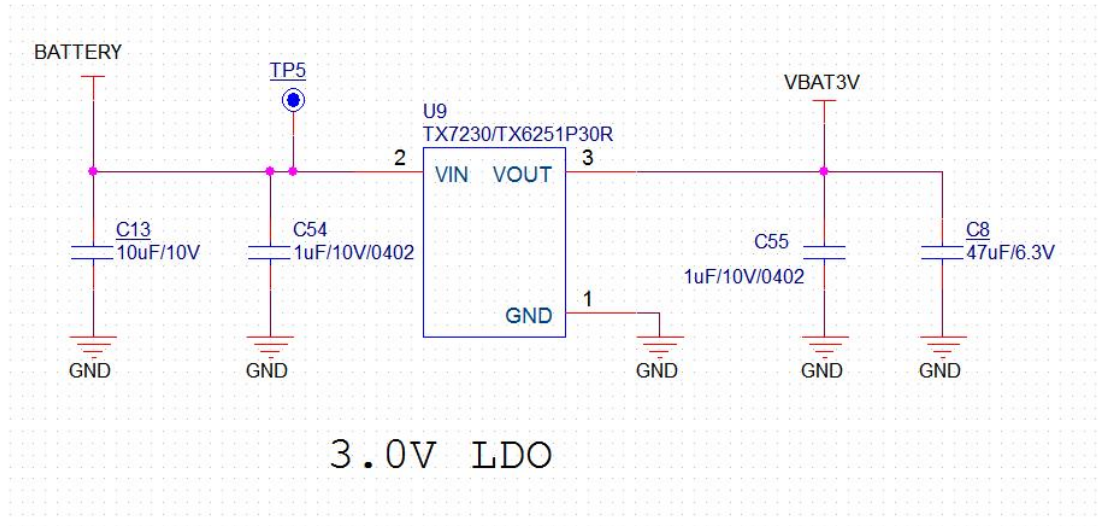 BATTERY
TP5
VBAT3V
U9
TX7230/TX6251P30R
2
VIN
VOUT
3
C13
10uF/10V
C54
1uF/10V/0402
C55
1uF/10V/0402
C8
47uF/6.3V
GND
1
GND
GND
GND
GND
GND
3.0V LDO